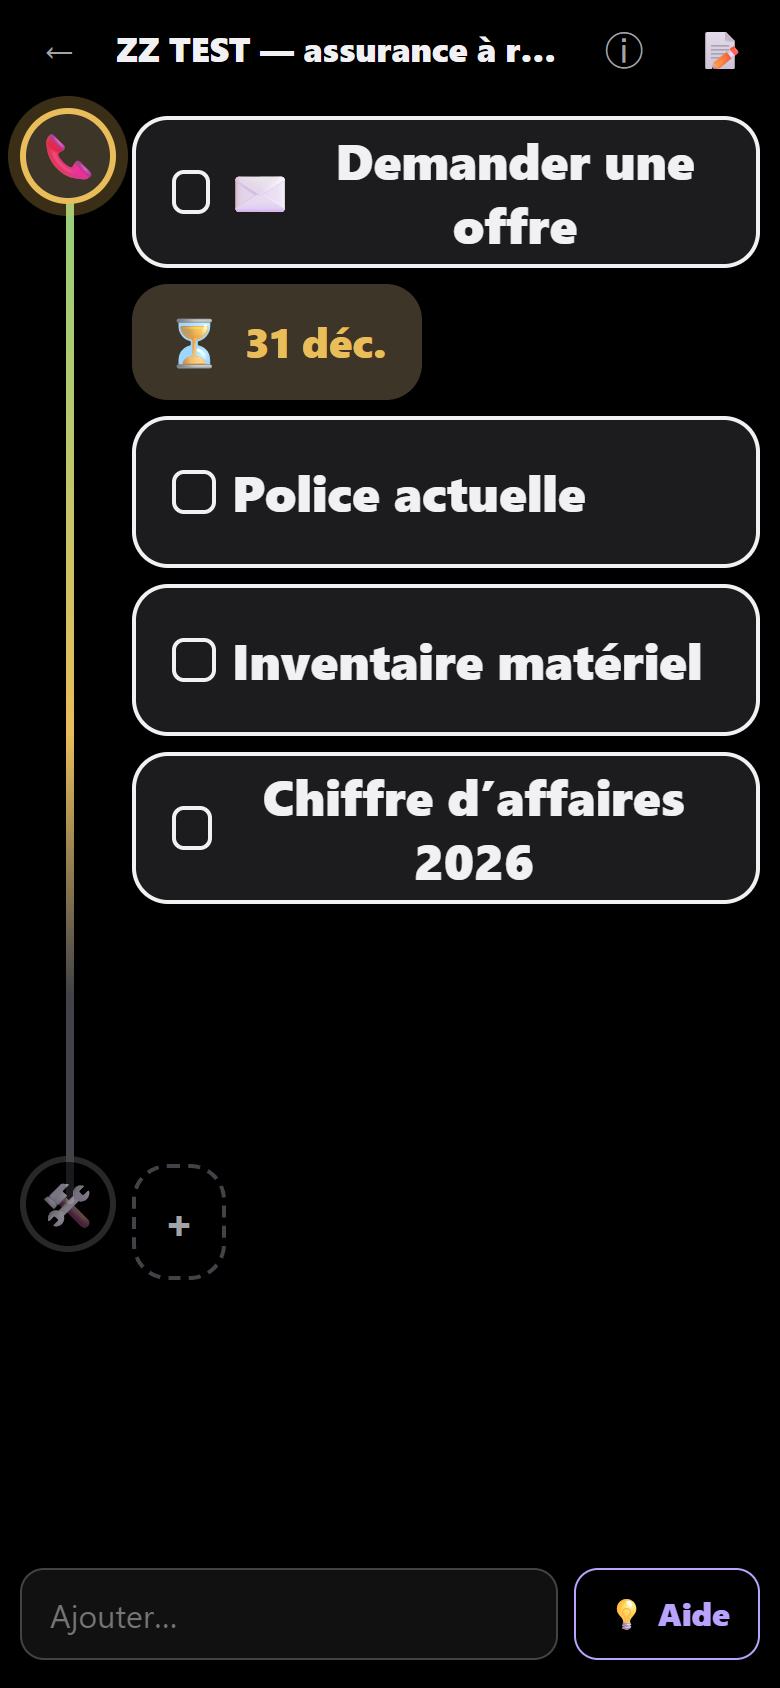 ← ZZ TEST — assurance à r... ⓘ
Demander une
offre
31 déc.
Police actuelle
Inventaire matériel
Chiffre d’affaires
2026
+
Ajouter...
Aide